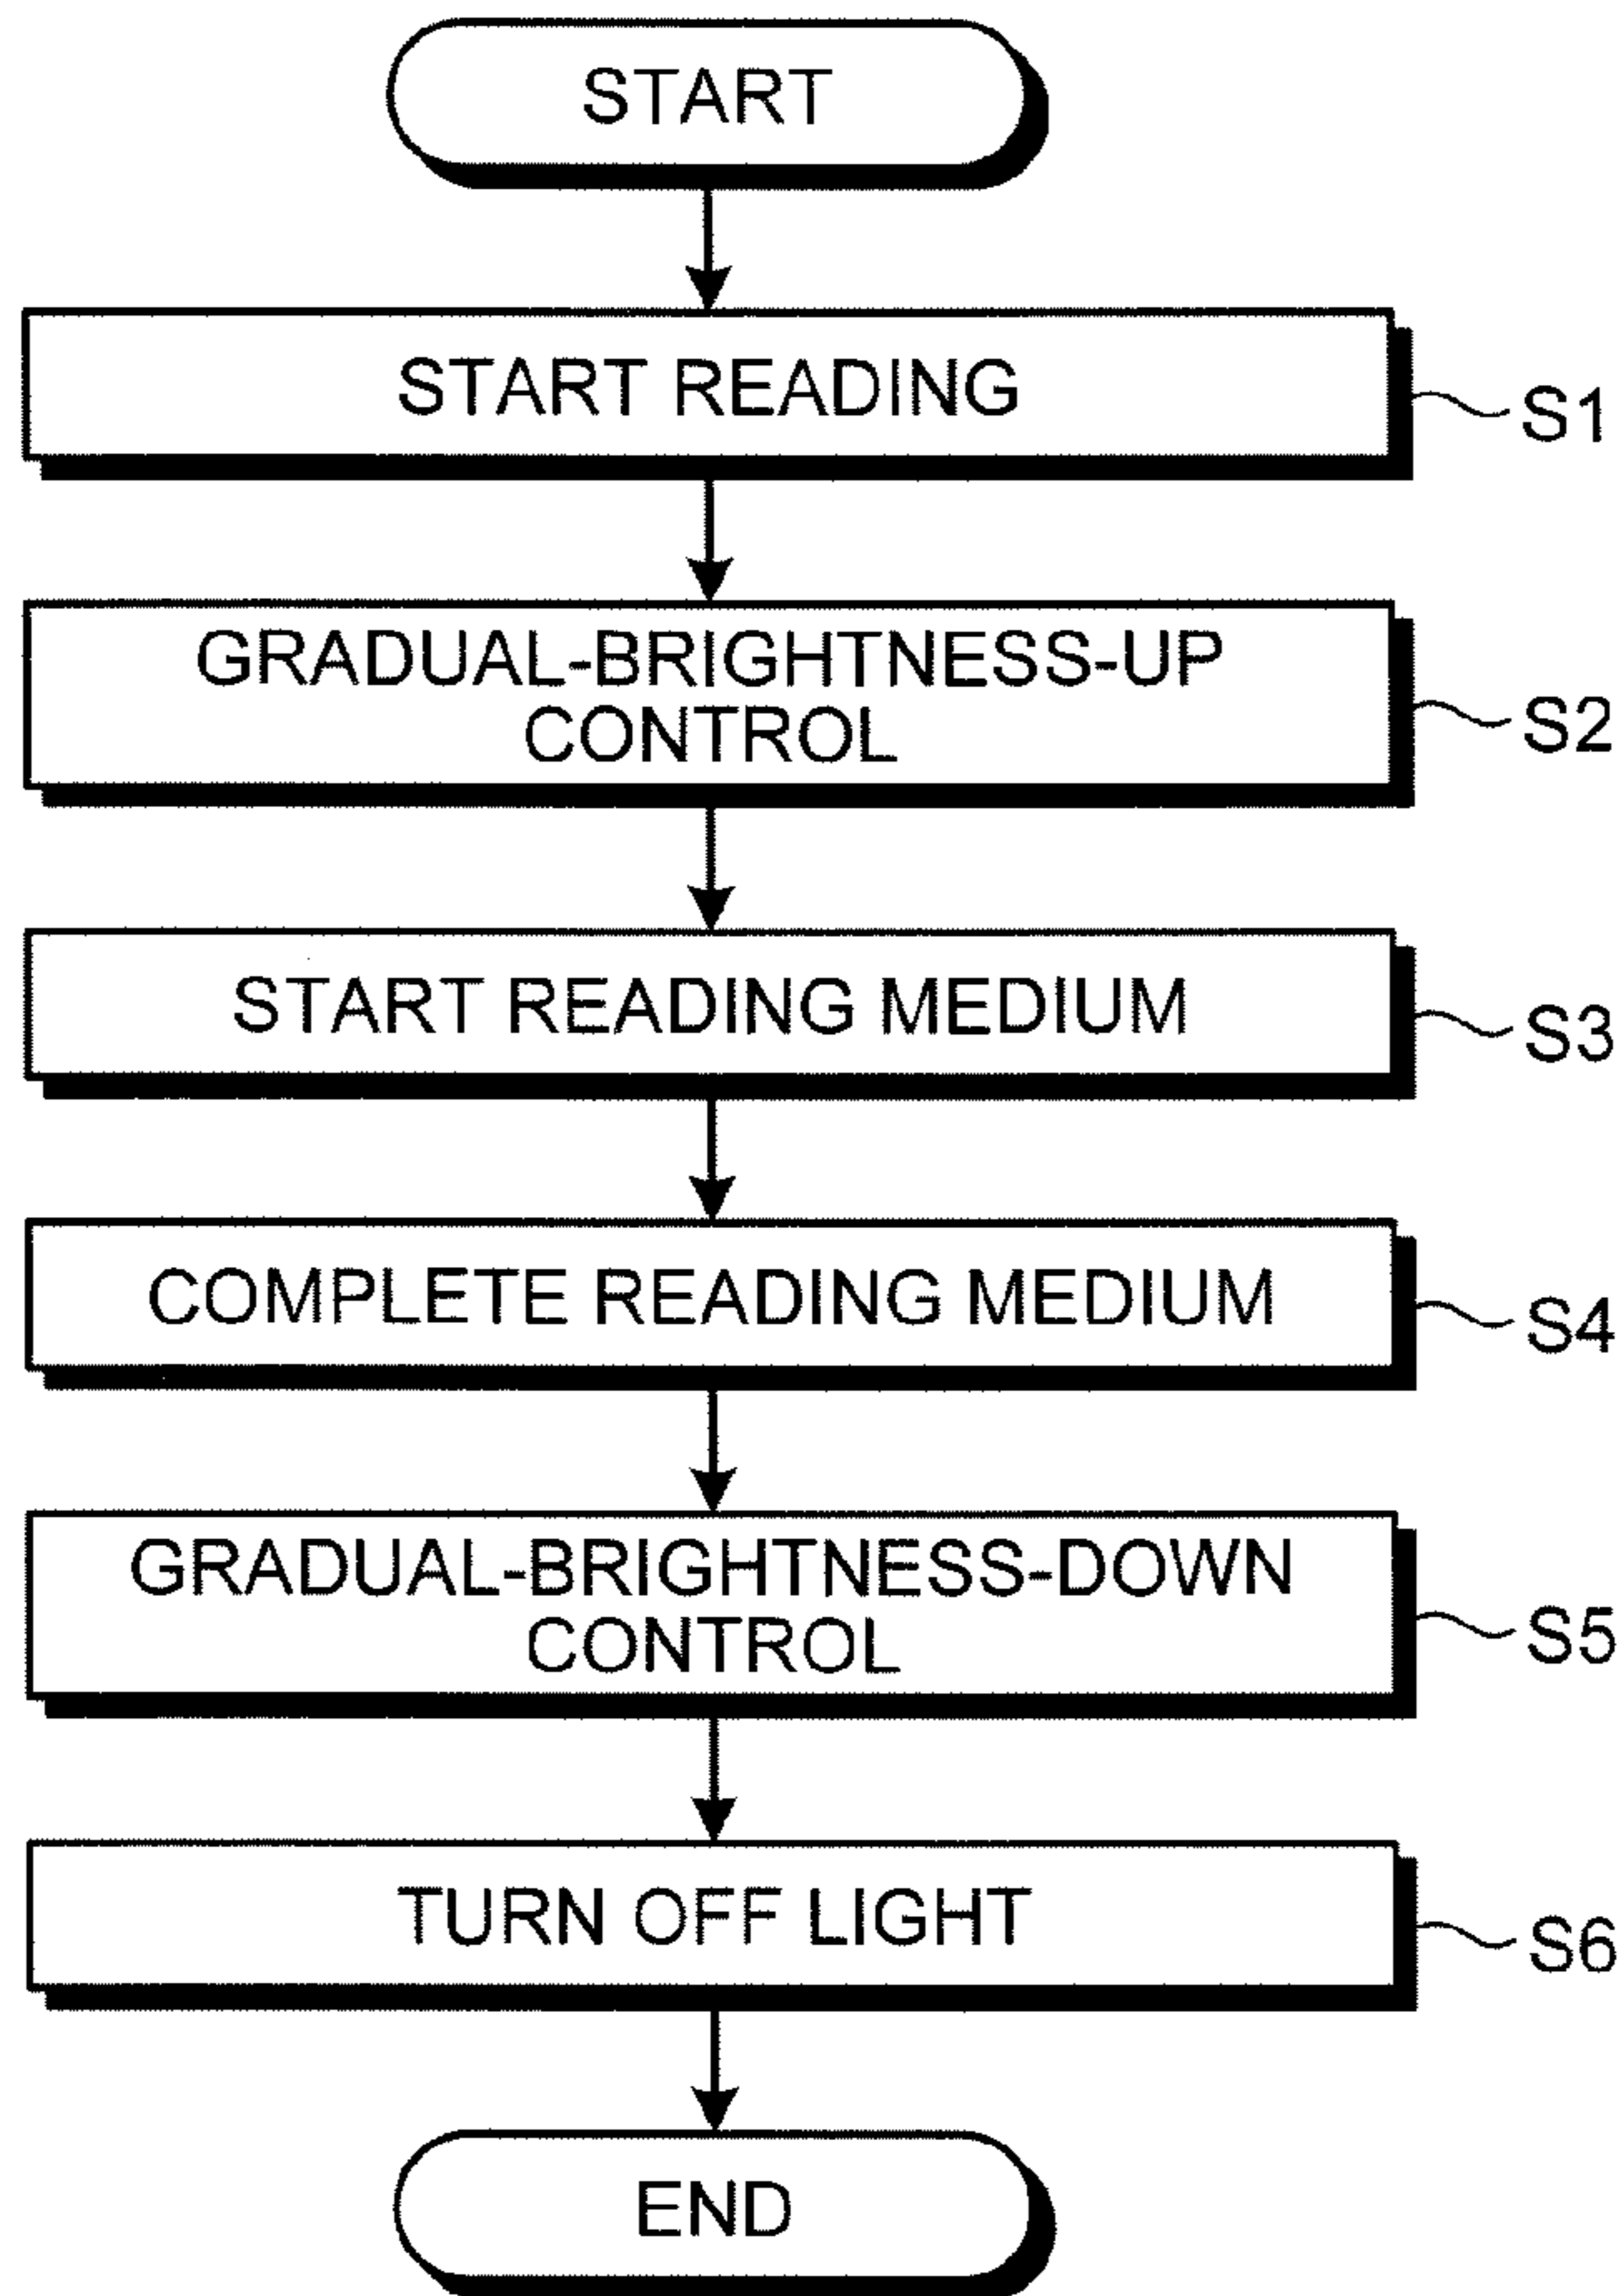 START
START READING
S1
GRADUAL-BRIGHTNESS-UP
CONTROL
S2
START READING MEDIUM
S3
COMPLETE READING MEDIUM
S4
GRADUAL-BRIGHTNESS-DOWN
CONTROL
S5
TURN OFF LIGHT
S6
END